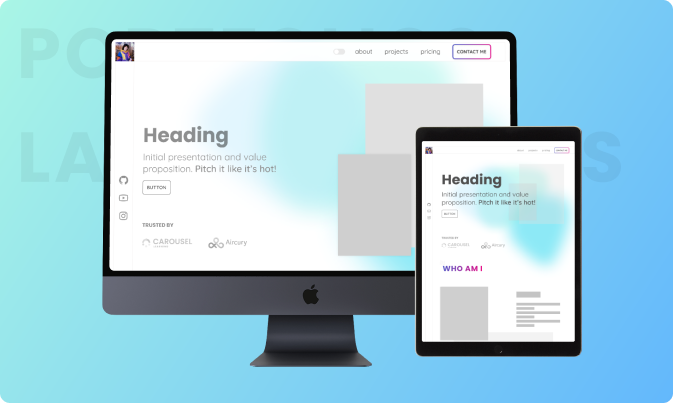 about projects pricing CONTACT ME
Heading
Initial presentation and value
proposition. Pitch it like it's hot!
BUTTON
TRUSTED BY
CAROUSEL Aircury
Heading
Initial presentation and value
proposition. Pitch it like it's hot!
BUTTON
TRUSTED BY
CAROUSEL Aircury
WHO AM I